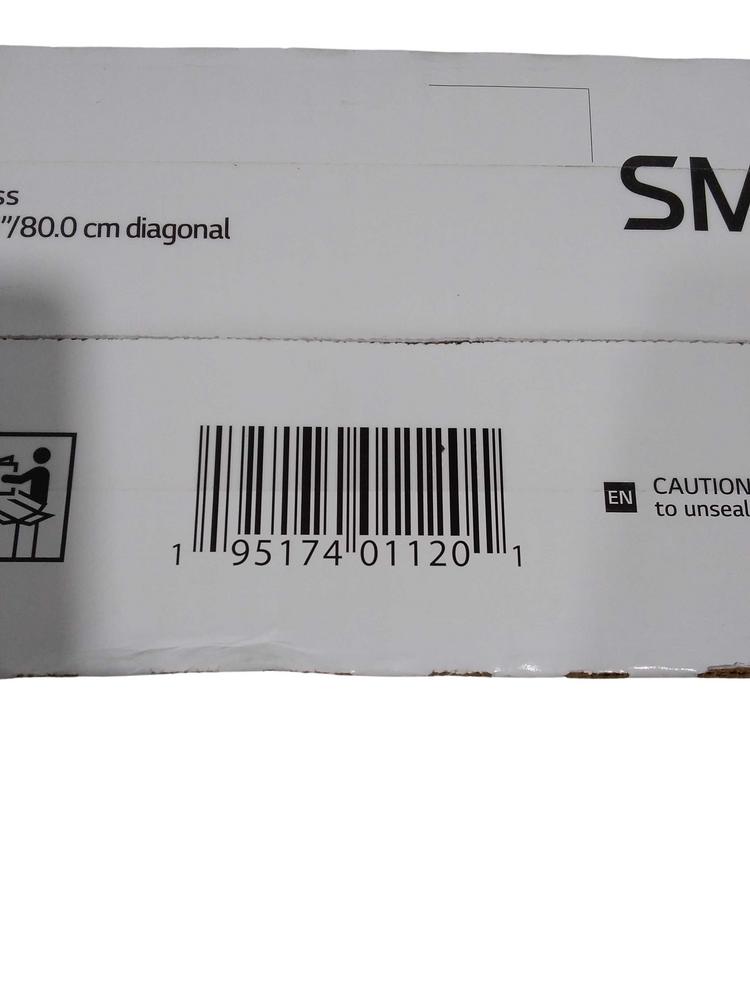 ss
"/80.0 cm diagonal
SM
1 95174 01120 1
EN CAUTION
to unseal